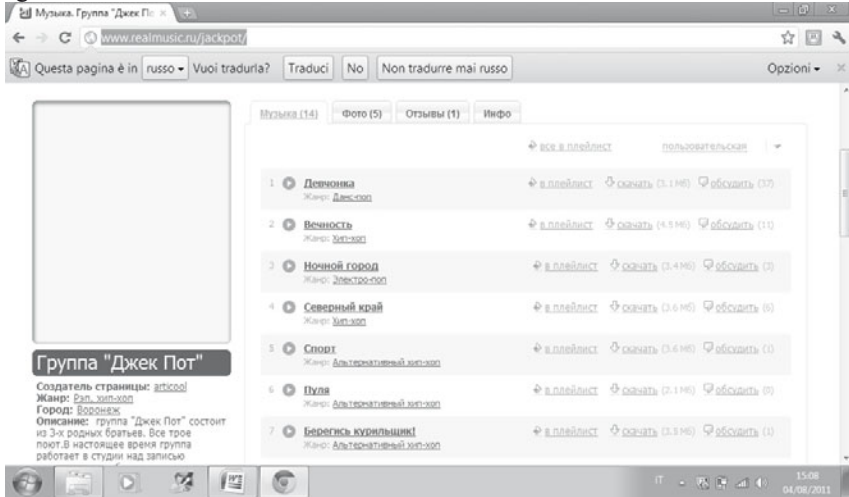 Музыка. Группа "Джек По
www.realmusic.ru/jackpot/
Questa pagina è in russo Vuoi tradurla? Traduci No Non tradurre mai russo Opzioni
Музыка (14) Фото (5) Отзывы (1) Инфо
все в плейлист пользовательская
1 Девчонка в плейлист скачать (3.1 Мб) обсудить (37)
Жанр: Данс-поп
2 Вечность в плейлист скачать (4.8 Мб) обсудить (11)
Жанр: Хип-хоп
3 Ночной город в плейлист скачать (3.4 Мб) обсудить (3)
Жанр: Электро-поп
4 Северный край в плейлист скачать (3.6 Мб) обсудить (6)
Жанр: Хип-хоп
5 Спорт в плейлист скачать (3.6 Мб) обсудить (1)
Жанр: Альтернативный хип-хоп
6 Пуля в плейлист скачать (2.1 Мб) обсудить (0)
Жанр: Альтернативный хип-хоп
7 Берегись курильщик! в плейлист скачать (3.8 Мб) обсудить (1)
Жанр: Альтернативный хип-хоп
Группа "Джек Пот"
Создатель страницы: articool
Жанр: Рэп, хип-хоп
Город: Воронеж
Описание: группа "Джек Пот" состоит
из 3-х родных братьев. Все трое
поют.В настоящее время группа
работает в студии над записью
IT 15:08
04/08/2011